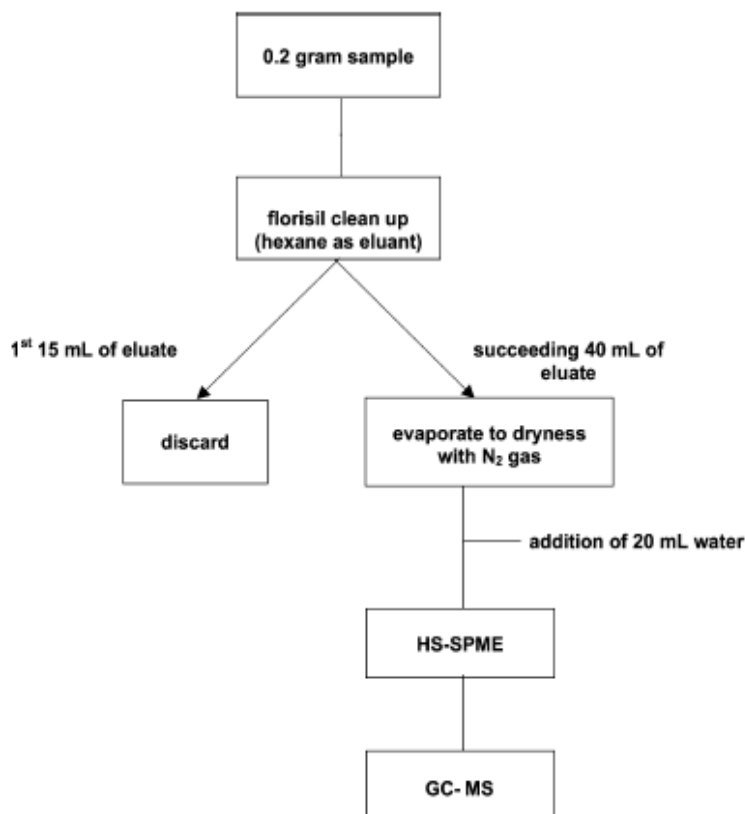 0.2 gram sample
florisil clean up
(hexane as eluant)
1st 15 mL of eluate
succeeding 40 mL of
eluate
discard
evaporate to dryness
with N2 gas
addition of 20 mL water
HS-SPME
GC- MS